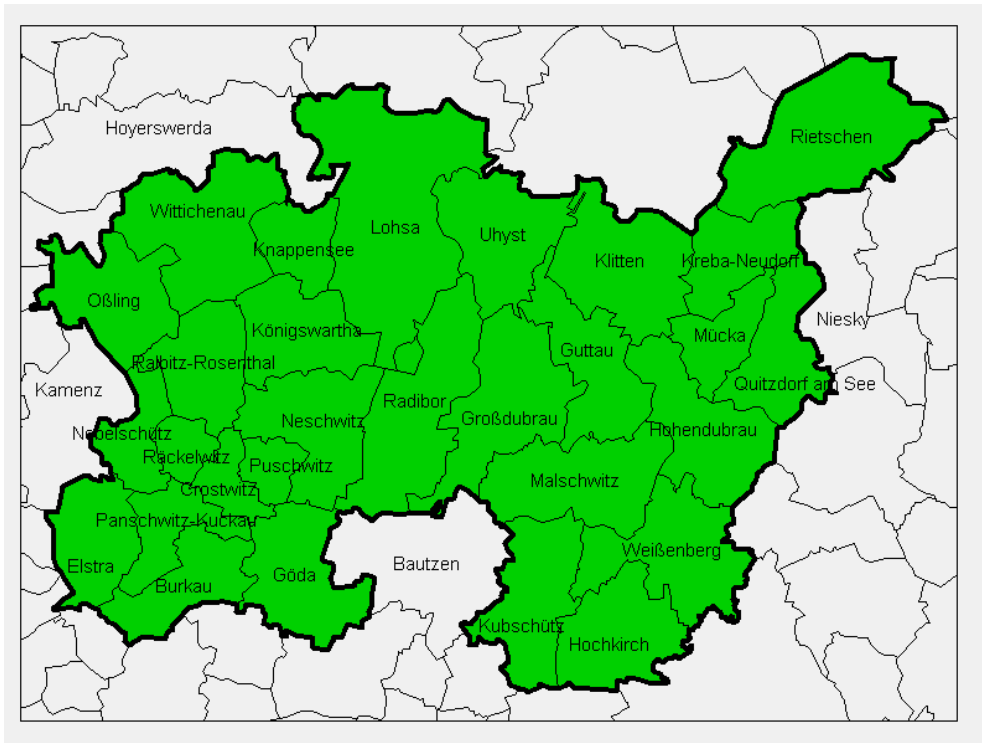 Hoyerswerda
Rietschen
Wittichenau
Lohsa
Uhyst
Knappensee
Klitten
Kreba-Neudorf
Oßling
Niesky
Königswartha
Mücka
Guttau
Ralbitz-Rosenthal
Kamenz
Quitzdorf am See
Radibor
Neschwitz
Großdubrau
Nebelschütz
Hohendubrau
Räckelwitz
Puschwitz
Malschwitz
Crostwitz
Panschwitz-Kuckau
Weißenberg
Elstra
Bautzen
Göda
Burkau
Kubschütz
Hochkirch